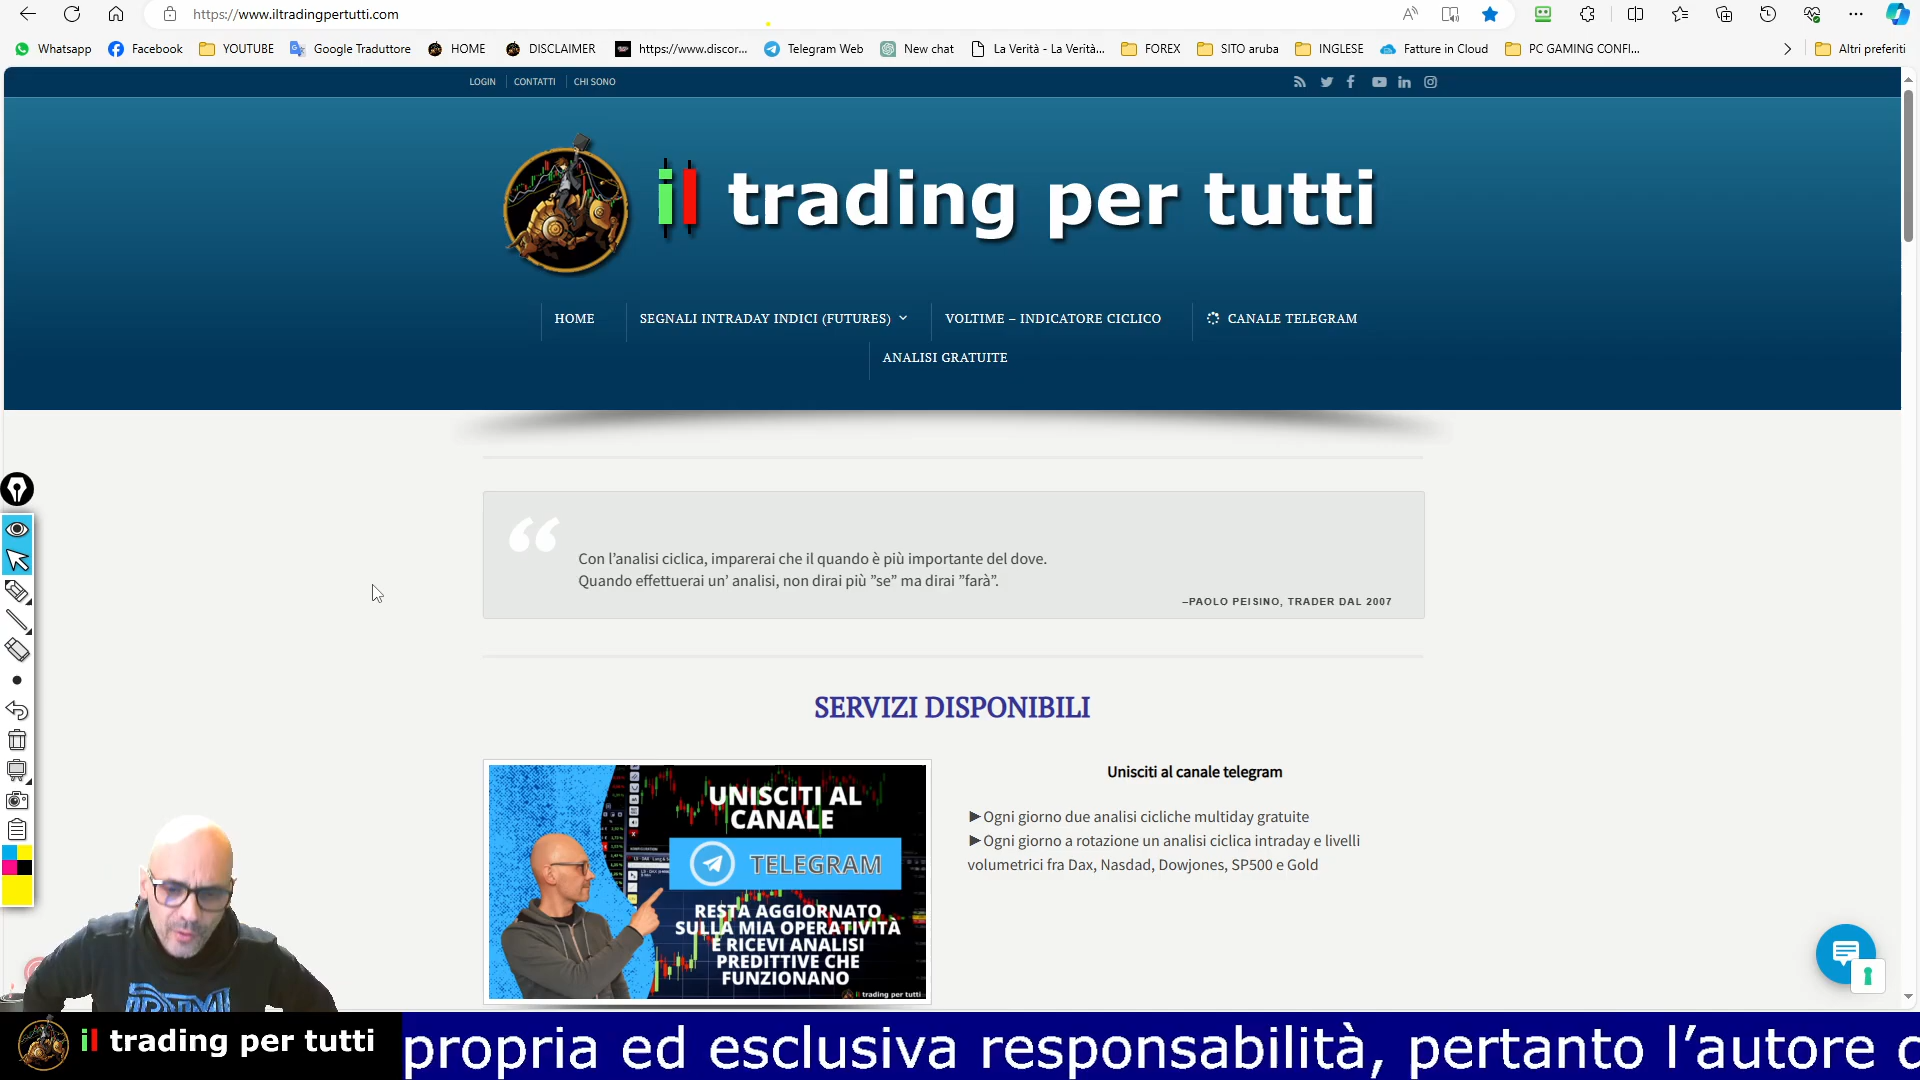 https://www.iltradingpertutti.com
Whatsapp
Facebook
YOUTUBE
Google Traduttore
HOME
DISCLAIMER
https://www.discor...
Telegram Web
New chat
La Verità - La Verità...
FOREX
SITO aruba
INGLESE
Fatture in Cloud
PC GAMING CONFI...
Altri preferiti
LOGIN
CONTATTI
CHI SONO
il trading per tutti
HOME
SEGNALI INTRADAY INDICI (FUTURES)
VOLTIME – INDICATORE CICLICO
CANALE TELEGRAM
ANALISI GRATUITE
Con l’analisi ciclica, imparerai che il quando è più importante del dove.
Quando effettuerai un’ analisi, non dirai più ”se” ma dirai ”farà”.
–PAOLO PEISINO, TRADER DAL 2007
SERVIZI DISPONIBILI
UNISCITI AL
CANALE
TELEGRAM
RESTA AGGIORNATO
SULLA MIA OPERATIVITÀ
E RICEVI ANALISI
PREDITTIVE CHE
FUNZIONANO
il trading per tutti
Unisciti al canale telegram
►Ogni giorno due analisi cicliche multiday gratuite
►Ogni giorno a rotazione un analisi ciclica intraday e livelli
volumetrici fra Dax, Nasdad, Dowjones, SP500 e Gold
il trading per tutti
propria ed esclusiva responsabilità, pertanto l’autore